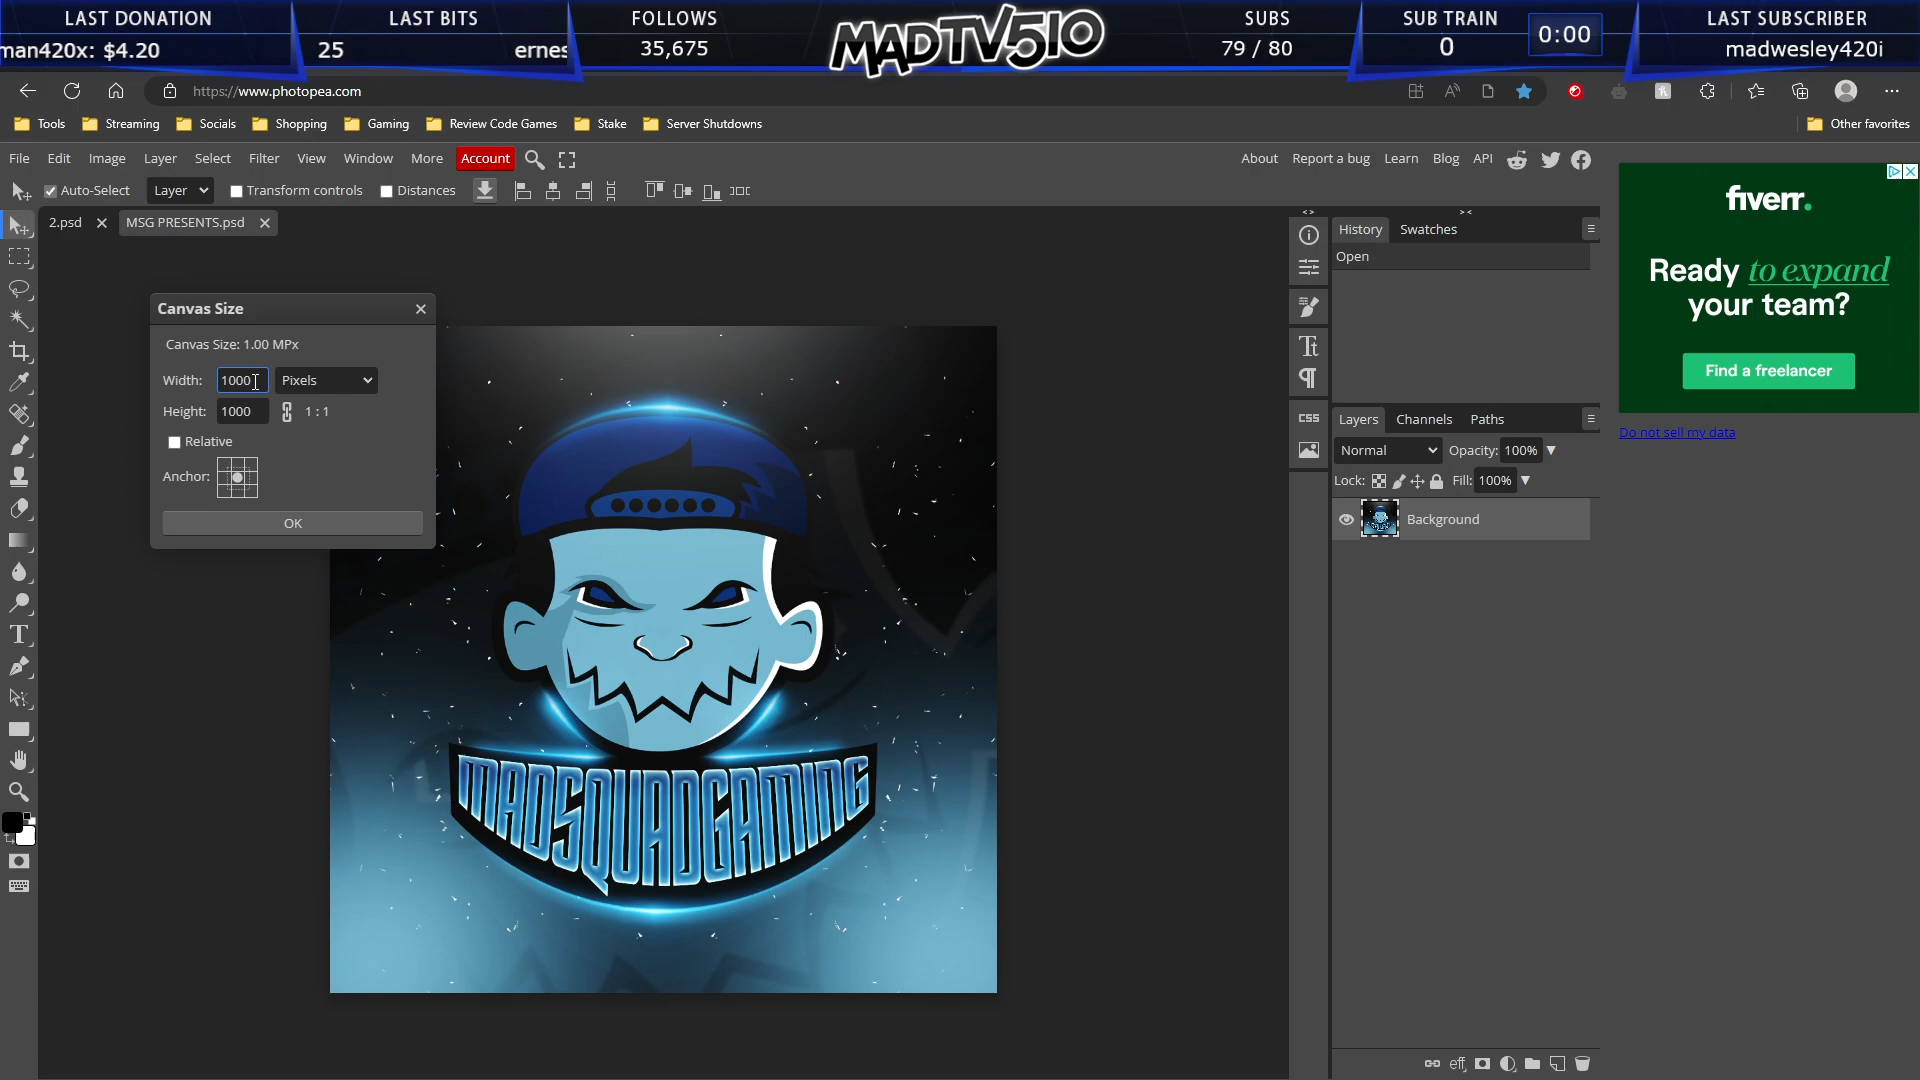 LAST DONATION
man420x: $4.20
LAST BITS
25 ernes
FOLLOWS
35,675
MADTV510
SUBS
79 / 80
SUB TRAIN
0
0:00
LAST SUBSCRIBER
madwesley420i
https://www.photopea.com
Tools Streaming Socials Shopping Gaming Review Code Games Stake Server Shutdowns Other favorites
File Edit Image Layer Select Filter View Window More Account About Report a bug Learn Blog API
Auto-Select Layer Transform controls Distances
2.psd MSG PRESENTS.psd
Canvas Size
Canvas Size: 1.00 MPx
Width: 1000 Pixels
Height: 1000 1 : 1
Relative
Anchor:
OK
MADSQUADGAMING
History Swatches
Open
Layers Channels Paths
Normal Opacity: 100%
Lock: Fill: 100%
Background
CSS
eff
fiverr.
Ready to expand
your team?
Find a freelancer
Do not sell my data